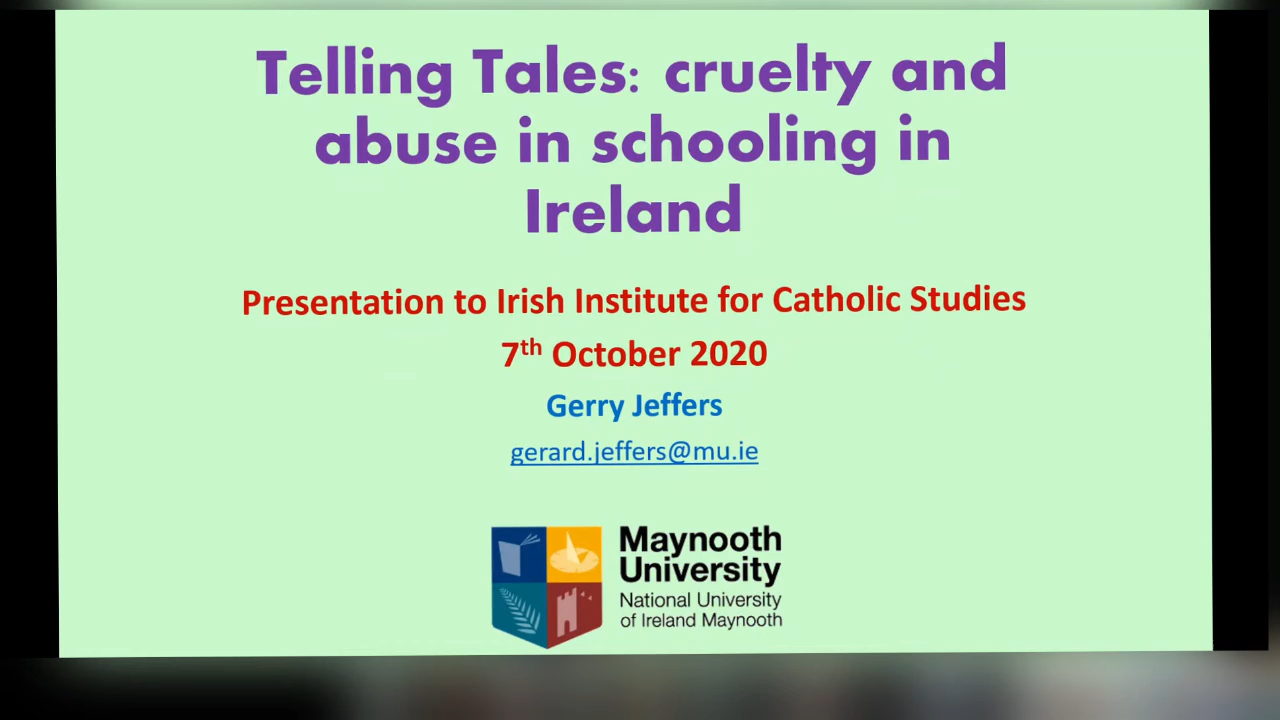 Telling Tales: cruelty and
abuse in schooling in
Ireland
Presentation to Irish Institute for Catholic Studies
7th October 2020
Gerry Jeffers
gerard.jeffers@mu.ie
Maynooth
University
National University
of Ireland Maynooth